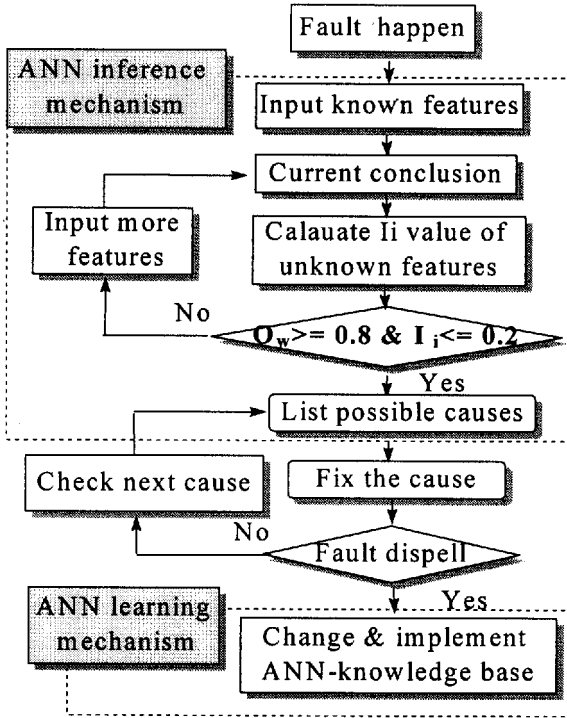 Fault happen
ANN inference
mechanism
Input known features
Current conclusion
Input more
features
Calauate Ii value of
unknown features
No
O_w>= 0.8 & I_i<= 0.2
Yes
List possible causes
Check next cause
Fix the cause
No
Fault dispell
Yes
ANN learning
mechanism
Change & implement
ANN-knowledge base